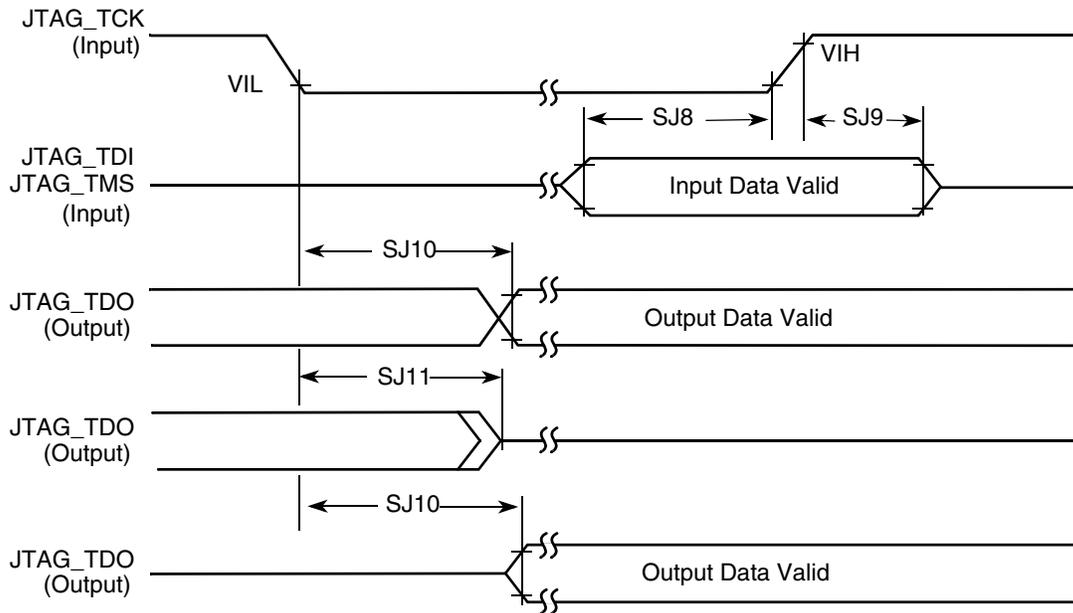 JTAG_TCK
(Input)
VIL
VIH
SJ8
SJ9
JTAG_TDI
JTAG_TMS
(Input)
Input Data Valid
SJ10
JTAG_TDO
(Output)
Output Data Valid
SJ11
JTAG_TDO
(Output)
SJ10
JTAG_TDO
(Output)
Output Data Valid